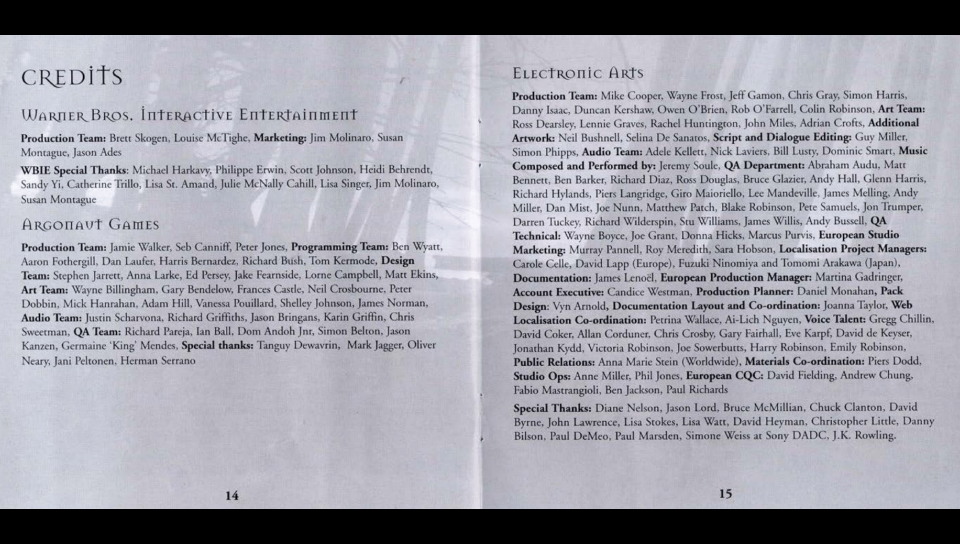 CREDITS
WARNER BROS. INTERACTIVE ENTERTAINMENT
Production Team: Brett Skogen, Louise McTighe, Marketing: Jim Molinaro, Susan
Montague, Jason Ades
WBIE Special Thanks: Michael Harkavy, Philippe Erwin, Scott Johnson, Heidi Behrendt,
Sandy Yi, Catherine Trillo, Lisa St. Amand, Julie McNally Cahill, Lisa Singer, Jim Molinaro,
Susan Montague
ARGONAUT GAMES
Production Team: Jamie Walker, Seb Canniff, Peter Jones, Programming Team: Ben Wyatt,
Aaron Fothergill, Dan Laufer, Harris Bernardez, Richard Bush, Tom Kermode, Design
Team: Stephen Jarrett, Anna Larke, Ed Persey, Jake Fearnside, Lorne Campbell, Matt Ekins,
Art Team: Wayne Billingham, Gary Bendelow, Frances Castle, Neil Crosbourne, Peter
Dobbin, Mick Hanrahan, Adam Hill, Vanessa Pouillard, Shelley Johnson, James Norman,
Audio Team: Justin Scharvona, Richard Griffiths, Jason Bringans, Karin Griffin, Chris
Sweetman, QA Team: Richard Pareja, Ian Ball, Dom Andoh Jnr, Simon Belton, Jason
Kanzen, Germaine 'King' Mendes, Special thanks: Tanguy Dewavrin, Mark Jagger, Oliver
Neary, Jani Peltonen, Herman Serrano
14
ELECTRONIC ARTS
Production Team: Mike Cooper, Wayne Frost, Jeff Gamon, Chris Gray, Simon Harris,
Danny Isaac, Duncan Kershaw, Owen O'Brien, Rob O'Farrell, Colin Robinson, Art Team:
Ross Dearsley, Lennie Graves, Rachel Huntington, John Miles, Adrian Crofts, Additional
Artwork: Neil Bushnell, Selina De Sanatos, Script and Dialogue Editing: Guy Miller,
Simon Phipps, Audio Team: Adele Kellett, Nick Laviers, Bill Lusty, Dominic Smart, Music
Composed and Performed by: Jeremy Soule, QA Department: Abraham Audu, Matt
Bennett, Ben Barker, Richard Diaz, Ross Douglas, Bruce Glazier, Andy Hall, Glenn Harris,
Richard Hylands, Piers Langridge, Giro Maioriello, Lee Mandeville, James Melling, Andy
Miller, Dan Mist, Joe Nunn, Matthew Patch, Blake Robinson, Pete Samuels, Jon Trumper,
Darren Tuckey, Richard Wilderspin, Stu Williams, James Willis, Andy Bussell, QA
Technical: Wayne Boyce, Joe Grant, Donna Hicks, Marcus Purvis, European Studio
Marketing: Murray Pannell, Roy Meredith, Sara Hobson, Localisation Project Managers:
Carole Celle, David Lapp (Europe), Fuzuki Ninomiya and Tomomi Arakawa (Japan),
Documentation: James Lenoël, European Production Manager: Martina Gadringer,
Account Executive: Candice Westman, Production Planner: Daniel Monahan, Pack
Design: Vyn Arnold, Documentation Layout and Co-ordination: Joanna Taylor, Web
Localisation Co-ordination: Petrina Wallace, Ai-Lich Nguyen, Voice Talent: Gregg Chillin,
David Coker, Allan Corduner, Chris Crosby, Gary Fairhall, Eve Karpf, David de Keyser,
Jonathan Kydd, Victoria Robinson, Joe Sowerbutts, Harry Robinson, Emily Robinson,
Public Relations: Anna Marie Stein (Worldwide), Materials Co-ordination: Piers Dodd,
Studio Ops: Anne Miller, Phil Jones, European CQC: David Fielding, Andrew Chung,
Fabio Mastrangioli, Ben Jackson, Paul Richards
Special Thanks: Diane Nelson, Jason Lord, Bruce McMillian, Chuck Clanton, David
Byrne, John Lawrence, Lisa Stokes, Lisa Watt, David Heyman, Christopher Little, Danny
Bilson, Paul DeMeo, Paul Marsden, Simone Weiss at Sony DADC, J.K. Rowling.
15